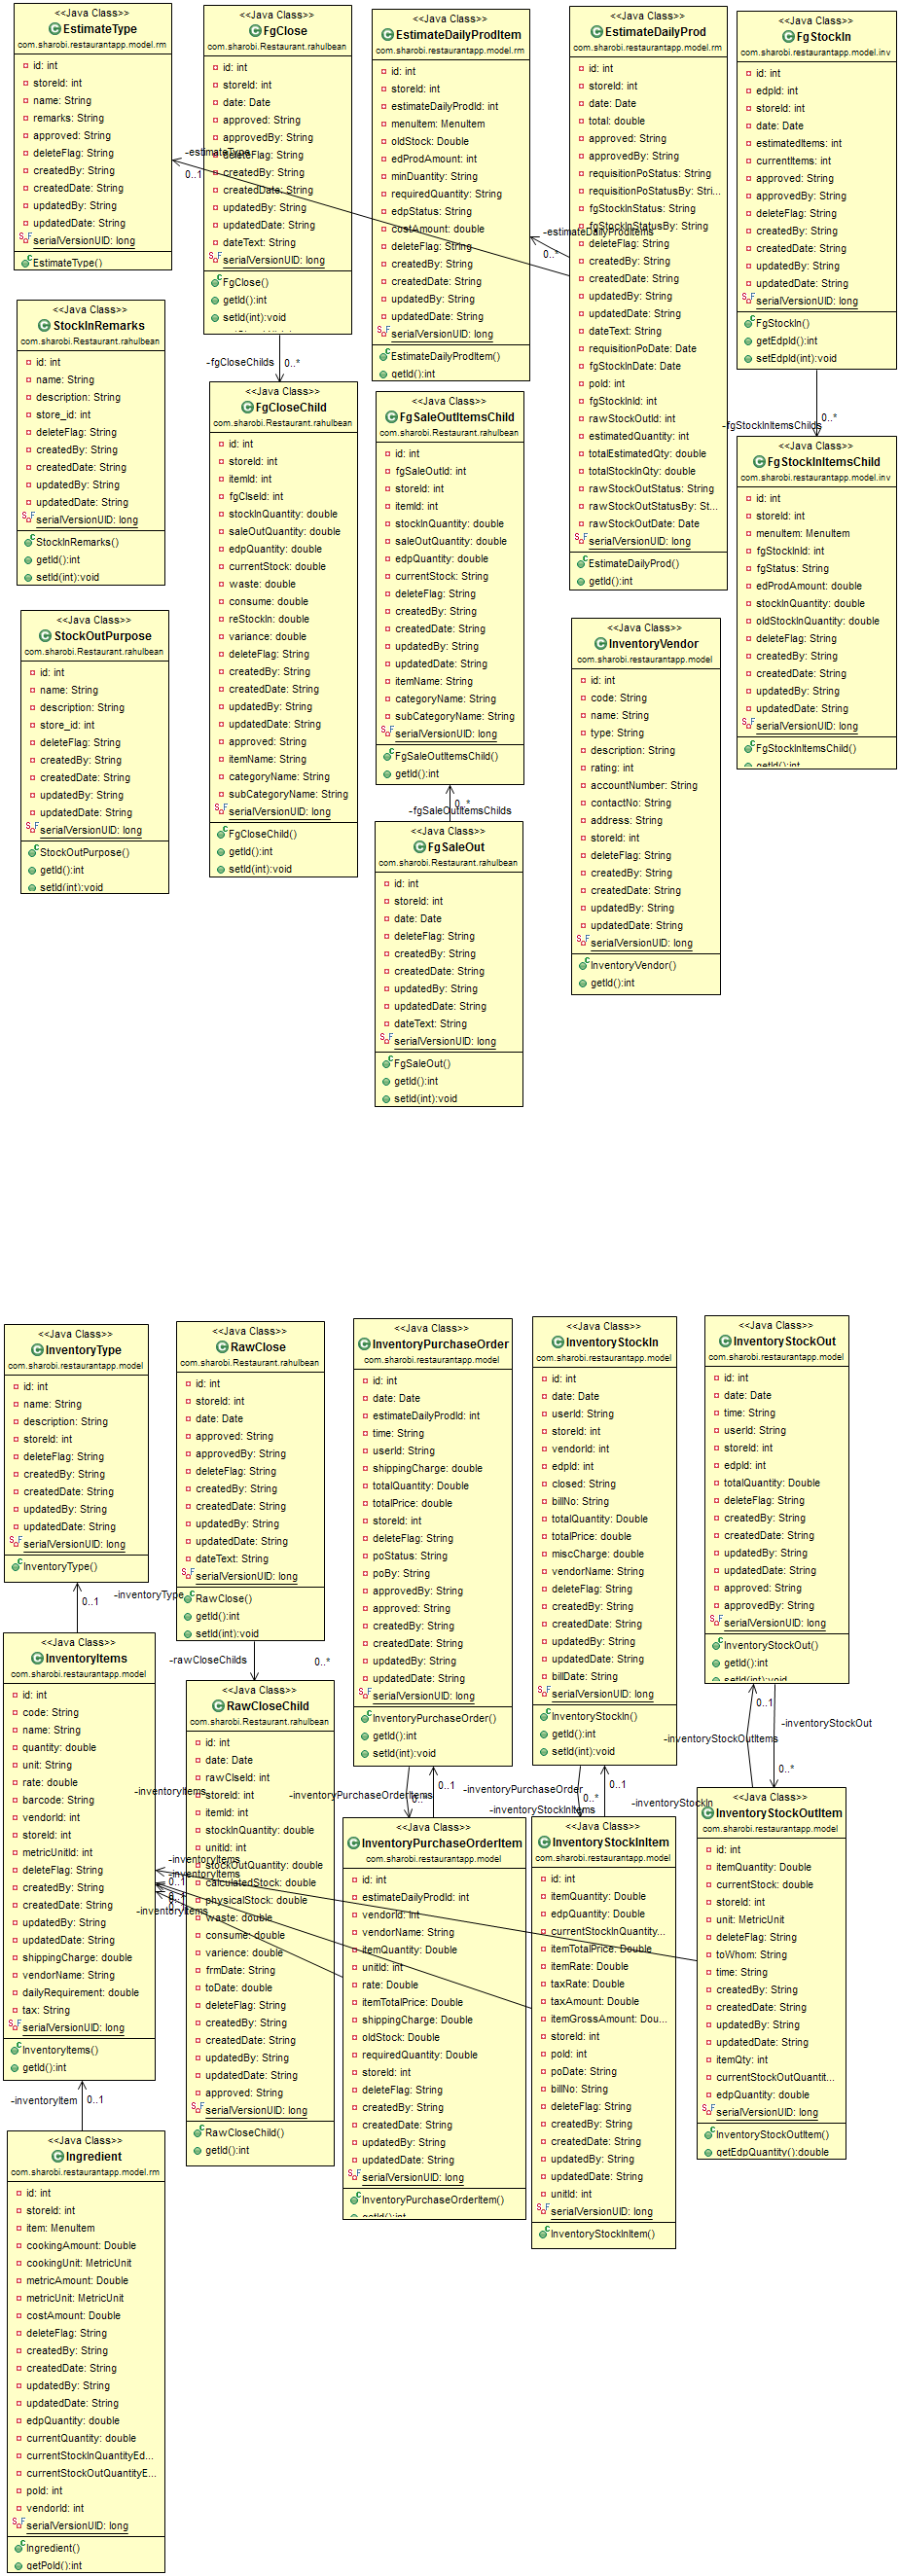 <<Java Class>>
EstimateType
com.sharobi.restaurantapp.model.rm
id: int
storeId: int
name: String
remarks: String
approved: String
deleteFlag: String
createdBy: String
createdDate: String
updatedBy: String
updatedDate: String
serialVersionUID: long
EstimateType()
<<Java Class>>
FgClose
com.sharobi.Restaurant.rahulbean
id: int
storeId: int
date: Date
approved: String
approvedBy: String
deleteFlag: String
createdBy: String
createdDate: String
updatedBy: String
updatedDate: String
dateText: String
serialVersionUID: long
FgClose()
getId():int
setId(int):void
<<Java Class>>
EstimateDailyProdItem
com.sharobi.restaurantapp.model.rm
id: int
storeId: int
estimateDailyProdId: int
menuItem: MenuItem
oldStock: Double
edProdAmount: int
minDuantity: String
requiredQuantity: String
edpStatus: String
costAmount: double
deleteFlag: String
createdBy: String
createdDate: String
updatedBy: String
updatedDate: String
serialVersionUID: long
EstimateDailyProdItem()
getId():int
<<Java Class>>
EstimateDailyProd
com.sharobi.restaurantapp.model.rm
id: int
storeId: int
date: Date
total: double
approved: String
approvedBy: String
requisitionPoStatus: String
requisitionPoStatusBy: Stri...
fgStockInStatus: String
fgStockInStatusBy: String
deleteFlag: String
createdBy: String
createdDate: String
updatedBy: String
updatedDate: String
dateText: String
requisitionPoDate: Date
fgStockInDate: Date
poId: int
fgStockInId: int
rawStockOutId: int
estimatedQuantity: int
totalEstimatedQty: double
totalStockInQty: double
rawStockOutStatus: String
rawStockOutStatusBy: St...
rawStockOutDate: Date
serialVersionUID: long
EstimateDailyProd()
getId():int
<<Java Class>>
FgStockIn
com.sharobi.restaurantapp.model.inv
id: int
edpId: int
storeId: int
date: Date
estimatedItems: int
currentItems: int
approved: String
approvedBy: String
deleteFlag: String
createdBy: String
createdDate: String
updatedBy: String
updatedDate: String
serialVersionUID: long
FgStockIn()
getEdpId():int
setEdpId(int):void
-estimateType
0..1
-estimateDailyProdItems
0..*
<<Java Class>>
StockInRemarks
com.sharobi.Restaurant.rahulbean
id: int
name: String
description: String
store_id: int
deleteFlag: String
createdBy: String
createdDate: String
updatedBy: String
updatedDate: String
serialVersionUID: long
StockInRemarks()
getId():int
setId(int):void
-fgCloseChilds
0..*
<<Java Class>>
FgCloseChild
com.sharobi.Restaurant.rahulbean
id: int
storeId: int
itemId: int
fgClseId: int
stockInQuantity: double
saleOutQuantity: double
edpQuantity: double
currentStock: double
waste: double
consume: double
reStockIn: double
variance: double
deleteFlag: String
createdBy: String
createdDate: String
updatedBy: String
updatedDate: String
approved: String
itemName: String
categoryName: String
subCategoryName: String
serialVersionUID: long
FgCloseChild()
getId():int
setId(int):void
<<Java Class>>
FgSaleOutItemsChild
com.sharobi.Restaurant.rahulbean
id: int
fgSaleOutId: int
storeId: int
itemId: int
stockInQuantity: double
saleOutQuantity: double
edpQuantity: double
currentStock: String
deleteFlag: String
createdBy: String
createdDate: String
updatedBy: String
updatedDate: String
itemName: String
categoryName: String
subCategoryName: String
serialVersionUID: long
FgSaleOutItemsChild()
getId():int
-fgStockInItemsChilds
0..*
<<Java Class>>
FgStockInItemsChild
com.sharobi.restaurantapp.model.inv
id: int
storeId: int
menuItem: MenuItem
fgStockInId: int
fgStatus: String
edProdAmount: double
stockInQuantity: double
oldStockInQuantity: double
deleteFlag: String
createdBy: String
createdDate: String
updatedBy: String
updatedDate: String
serialVersionUID: long
FgStockInItemsChild()
getId():int
<<Java Class>>
StockOutPurpose
com.sharobi.Restaurant.rahulbean
id: int
name: String
description: String
store_id: int
deleteFlag: String
createdBy: String
createdDate: String
updatedBy: String
updatedDate: String
serialVersionUID: long
StockOutPurpose()
getId():int
setId(int):void
<<Java Class>>
InventoryVendor
com.sharobi.restaurantapp.model
id: int
code: String
name: String
type: String
description: String
rating: int
accountNumber: String
contactNo: String
address: String
storeId: int
deleteFlag: String
createdBy: String
createdDate: String
updatedBy: String
updatedDate: String
serialVersionUID: long
InventoryVendor()
getId():int
0..*
-fgSaleOutItemsChilds
<<Java Class>>
FgSaleOut
com.sharobi.Restaurant.rahulbean
id: int
storeId: int
date: Date
deleteFlag: String
createdBy: String
createdDate: String
updatedBy: String
updatedDate: String
dateText: String
serialVersionUID: long
FgSaleOut()
getId():int
setId(int):void
<<Java Class>>
InventoryType
com.sharobi.restaurantapp.model
id: int
name: String
description: String
storeId: int
deleteFlag: String
createdBy: String
createdDate: String
updatedBy: String
updatedDate: String
serialVersionUID: long
InventoryType()
<<Java Class>>
RawClose
com.sharobi.Restaurant.rahulbean
id: int
storeId: int
date: Date
approved: String
approvedBy: String
deleteFlag: String
createdBy: String
createdDate: String
updatedBy: String
updatedDate: String
dateText: String
serialVersionUID: long
RawClose()
getId():int
setId(int):void
<<Java Class>>
InventoryPurchaseOrder
com.sharobi.restaurantapp.model
id: int
date: Date
estimateDailyProdId: int
time: String
userId: String
shippingCharge: double
totalQuantity: Double
totalPrice: double
storeId: int
deleteFlag: String
poStatus: String
poBy: String
approvedBy: String
approved: String
createdBy: String
createdDate: String
updatedBy: String
updatedDate: String
serialVersionUID: long
InventoryPurchaseOrder()
getId():int
setId(int):void
<<Java Class>>
InventoryStockIn
com.sharobi.restaurantapp.model
id: int
date: Date
userId: String
storeId: int
vendorId: int
edpId: int
closed: String
billNo: String
totalQuantity: Double
totalPrice: double
miscCharge: double
vendorName: String
deleteFlag: String
createdBy: String
createdDate: String
updatedBy: String
updatedDate: String
billDate: String
serialVersionUID: long
InventoryStockIn()
getId():int
setId(int):void
<<Java Class>>
InventoryStockOut
com.sharobi.restaurantapp.model
id: int
date: Date
time: String
userId: String
storeId: int
edpId: int
totalQuantity: Double
deleteFlag: String
createdBy: String
createdDate: String
updatedBy: String
updatedDate: String
approved: String
approvedBy: String
serialVersionUID: long
InventoryStockOut()
getId():int
setId(int):void
-inventoryType
0..1
-rawCloseChilds
0..*
<<Java Class>>
InventoryItems
com.sharobi.restaurantapp.model
id: int
code: String
name: String
quantity: double
unit: String
rate: double
barcode: String
vendorId: int
storeId: int
metricUnitId: int
deleteFlag: String
createdBy: String
createdDate: String
updatedBy: String
updatedDate: String
shippingCharge: double
vendorName: String
dailyRequirement: double
tax: String
serialVersionUID: long
InventoryItems()
getId():int
<<Java Class>>
RawCloseChild
com.sharobi.Restaurant.rahulbean
id: int
date: Date
rawClseId: int
storeId: int
itemId: int
stockInQuantity: double
unitId: int
stockOutQuantity: double
calculatedStock: double
physicalStock: double
waste: double
consume: double
varience: double
frmDate: String
toDate: double
deleteFlag: String
createdBy: String
createdDate: String
updatedBy: String
updatedDate: String
approved: String
serialVersionUID: long
RawCloseChild()
getId():int
-inventoryItems
-inventoryItems
-inventoryItems
0..1
-inventoryItems
-inventoryPurchaseOrderItems
0..*
0..1
-inventoryPurchaseOrder
-inventoryStockInItems
0..*
0..1
-inventoryStockIn
-inventoryStockOutItems
0..1
-inventoryStockOut
0..*
<<Java Class>>
InventoryPurchaseOrderItem
com.sharobi.restaurantapp.model
id: int
estimateDailyProdId: int
vendorId: int
vendorName: String
itemQuantity: Double
unitId: int
rate: Double
itemTotalPrice: Double
shippingCharge: Double
oldStock: Double
requiredQuantity: Double
storeId: int
deleteFlag: String
createdBy: String
createdDate: String
updatedBy: String
updatedDate: String
serialVersionUID: long
InventoryPurchaseOrderItem()
getId():int
<<Java Class>>
InventoryStockInItem
com.sharobi.restaurantapp.model
id: int
itemQuantity: Double
edpQuantity: Double
currentStockInQuantity...
itemTotalPrice: Double
itemRate: Double
taxRate: Double
taxAmount: Double
itemGrossAmount: Dou...
storeId: int
poId: int
poDate: String
billNo: String
deleteFlag: String
createdBy: String
createdDate: String
updatedBy: String
updatedDate: String
unitId: int
serialVersionUID: long
InventoryStockInItem()
<<Java Class>>
InventoryStockOutItem
com.sharobi.restaurantapp.model
id: int
itemQuantity: Double
currentStock: double
storeId: int
unit: MetricUnit
deleteFlag: String
toWhom: String
time: String
createdBy: String
createdDate: String
updatedBy: String
updatedDate: String
itemQty: int
currentStockOutQuantit...
edpQuantity: double
serialVersionUID: long
InventoryStockOutItem()
getEdpQuantity():double
-inventoryItem
0..1
<<Java Class>>
Ingredient
com.sharobi.restaurantapp.model.rm
id: int
storeId: int
item: MenuItem
cookingAmount: Double
cookingUnit: MetricUnit
metricAmount: Double
metricUnit: MetricUnit
costAmount: Double
deleteFlag: String
createdBy: String
createdDate: String
updatedBy: String
updatedDate: String
edpQuantity: double
currentQuantity: double
currentStockInQuantityEd...
currentStockOutQuantityE...
poId: int
vendorId: int
serialVersionUID: long
Ingredient()
getPoId():int